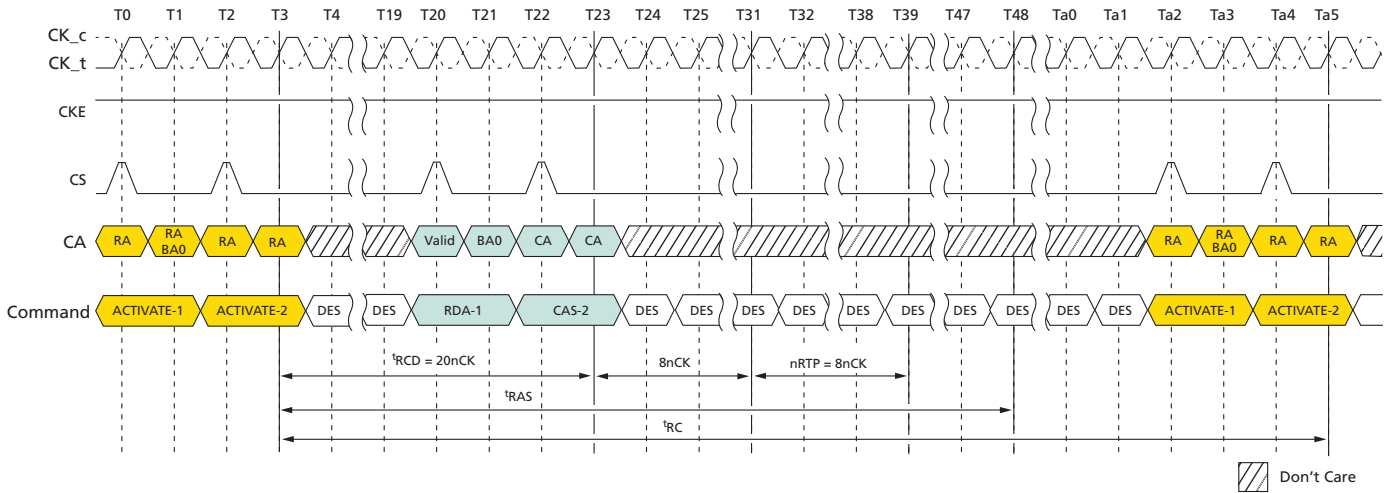 T0 T1 T2 T3 T4 T19 T20 T21 T22 T23 T24 T25 T31 T32 T38 T39 T47 T48 Ta0 Ta1 Ta2 Ta3 Ta4 Ta5
CK_c
CK_t
CKE
CS
CA RA RA BA0 RA RA Valid BA0 CA CA RA RA BA0 RA RA
Command ACTIVATE-1 ACTIVATE-2 DES DES RDA-1 CAS-2 DES DES DES DES DES DES DES DES DES DES ACTIVATE-1 ACTIVATE-2
tRCD = 20nCK 8nCK nRTP = 8nCK
tRAS
tRC
Don't Care